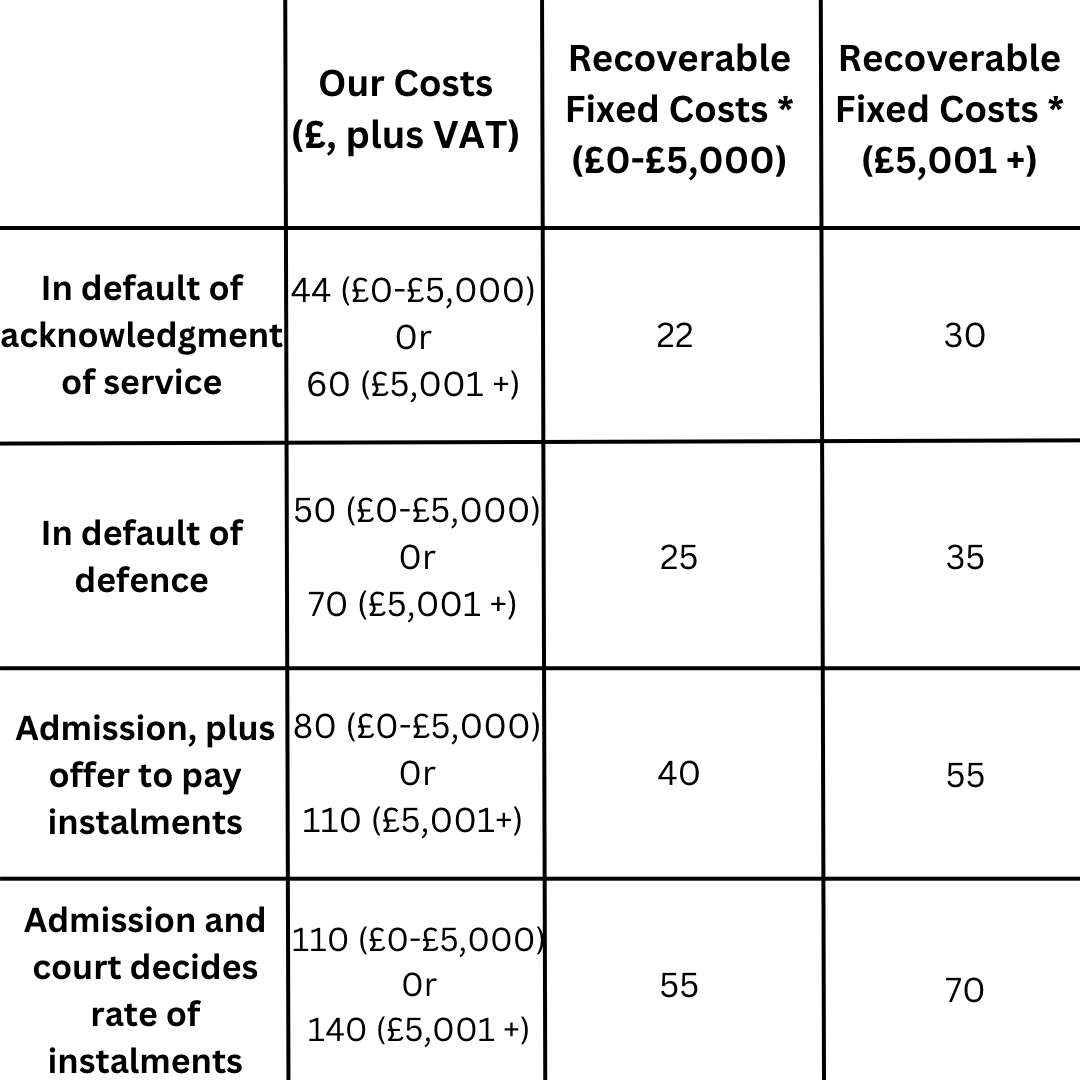 Our Costs
(£, plus VAT)
Recoverable
Fixed Costs *
(£0-£5,000)
Recoverable
Fixed Costs *
(£5,001 +)
In default of
acknowledgment
of service
44 (£0-£5,000)
Or
60 (£5,001 +)
22
30
In default of
defence
50 (£0-£5,000)
Or
70 (£5,001 +)
25
35
Admission, plus
offer to pay
instalments
80 (£0-£5,000)
Or
110 (£5,001+)
40
55
Admission and
court decides
rate of
instalments
110 (£0-£5,000)
Or
140 (£5,001 +)
55
70